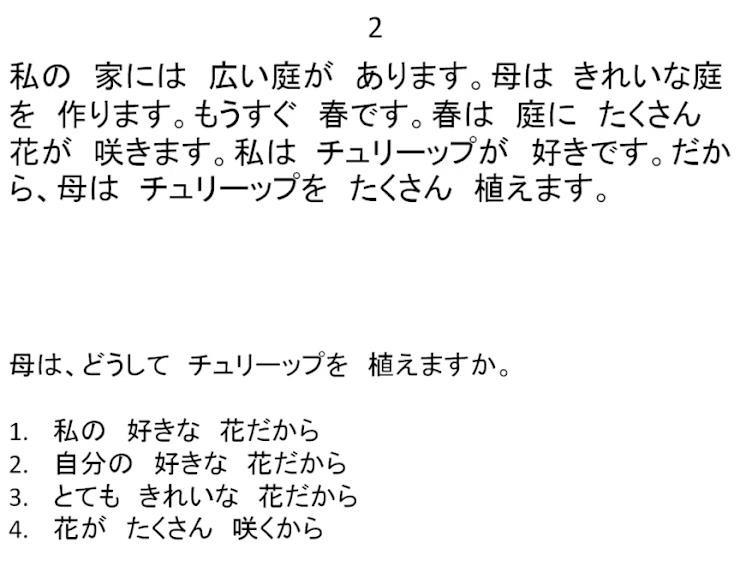 2
私の　家には　広い庭が　あります。母は　きれいな庭
を　作ります。もうすぐ　春です。春は　庭に　たくさん
花が　咲きます。私は　チュリーップが　好きです。だか
ら、母は　チュリーップを　たくさん　植えます。
母は、どうして　チュリーップを　植えますか。
1.　私の　好きな　花だから
2.　自分の　好きな　花だから
3.　とても　きれいな　花だから
4.　花が　たくさん　咲くから